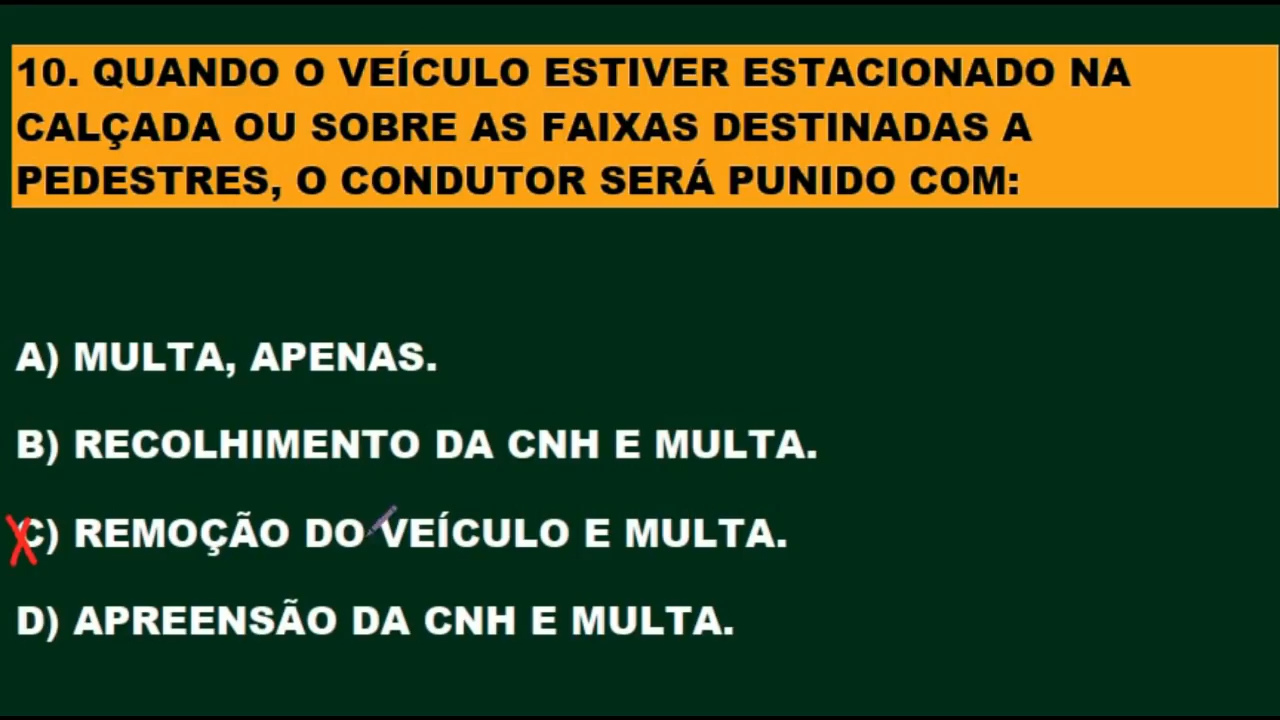 10. QUANDO O VEÍCULO ESTIVER ESTACIONADO NA
CALÇADA OU SOBRE AS FAIXAS DESTINADAS A
PEDESTRES, O CONDUTOR SERÁ PUNIDO COM:
A) MULTA, APENAS.
B) RECOLHIMENTO DA CNH E MULTA.
C) REMOÇÃO DO VEÍCULO E MULTA.
D) APREENSÃO DA CNH E MULTA.